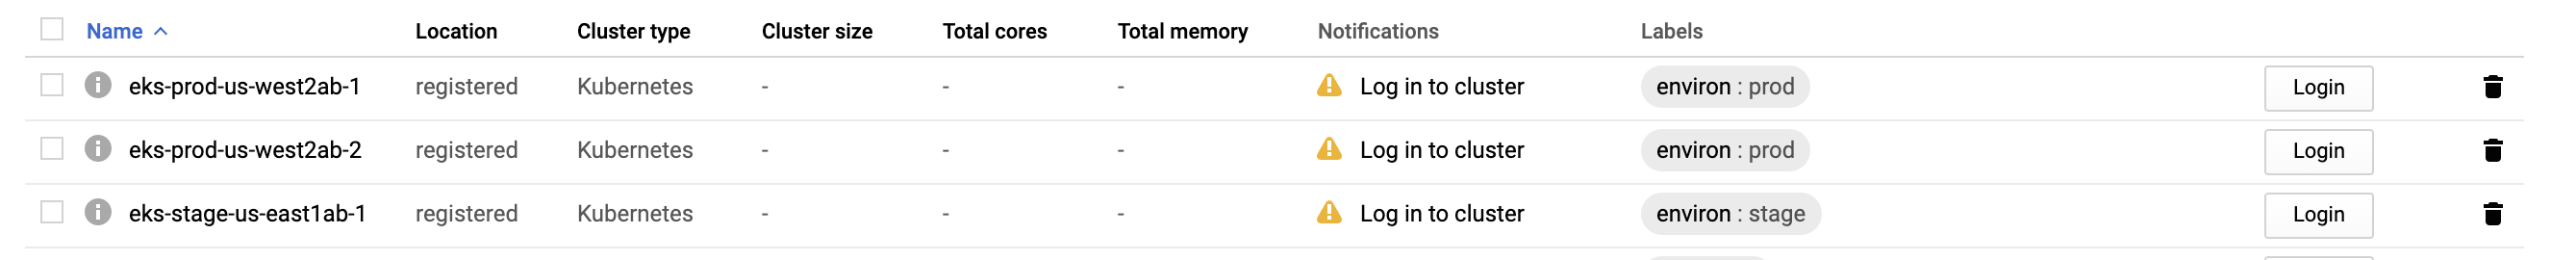 Name Location Cluster type Cluster size Total cores Total memory Notifications Labels
eks-prod-us-west2ab-1 registered Kubernetes - - - Log in to cluster environ : prod Login
eks-prod-us-west2ab-2 registered Kubernetes - - - Log in to cluster environ : prod Login
eks-stage-us-east1ab-1 registered Kubernetes - - - Log in to cluster environ : stage Login